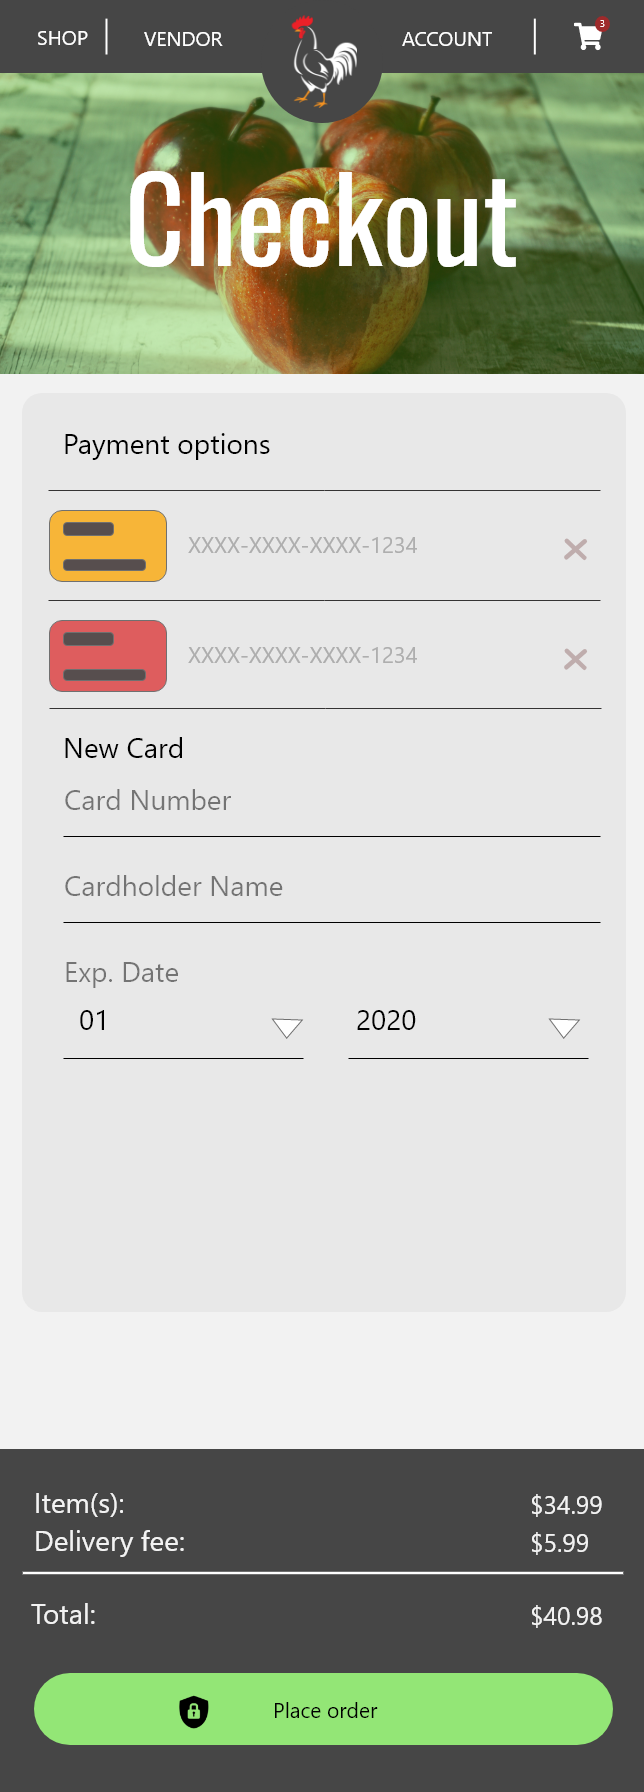 SHOP
VENDOR
ACCOUNT
3
Checkout
Payment options
XXXX-XXXX-XXXX-1234
XXXX-XXXX-XXXX-1234
New Card
Card Number
Cardholder Name
Exp. Date
01 2020
Item(s): $34.99
Delivery fee: $5.99
Total: $40.98
Place order